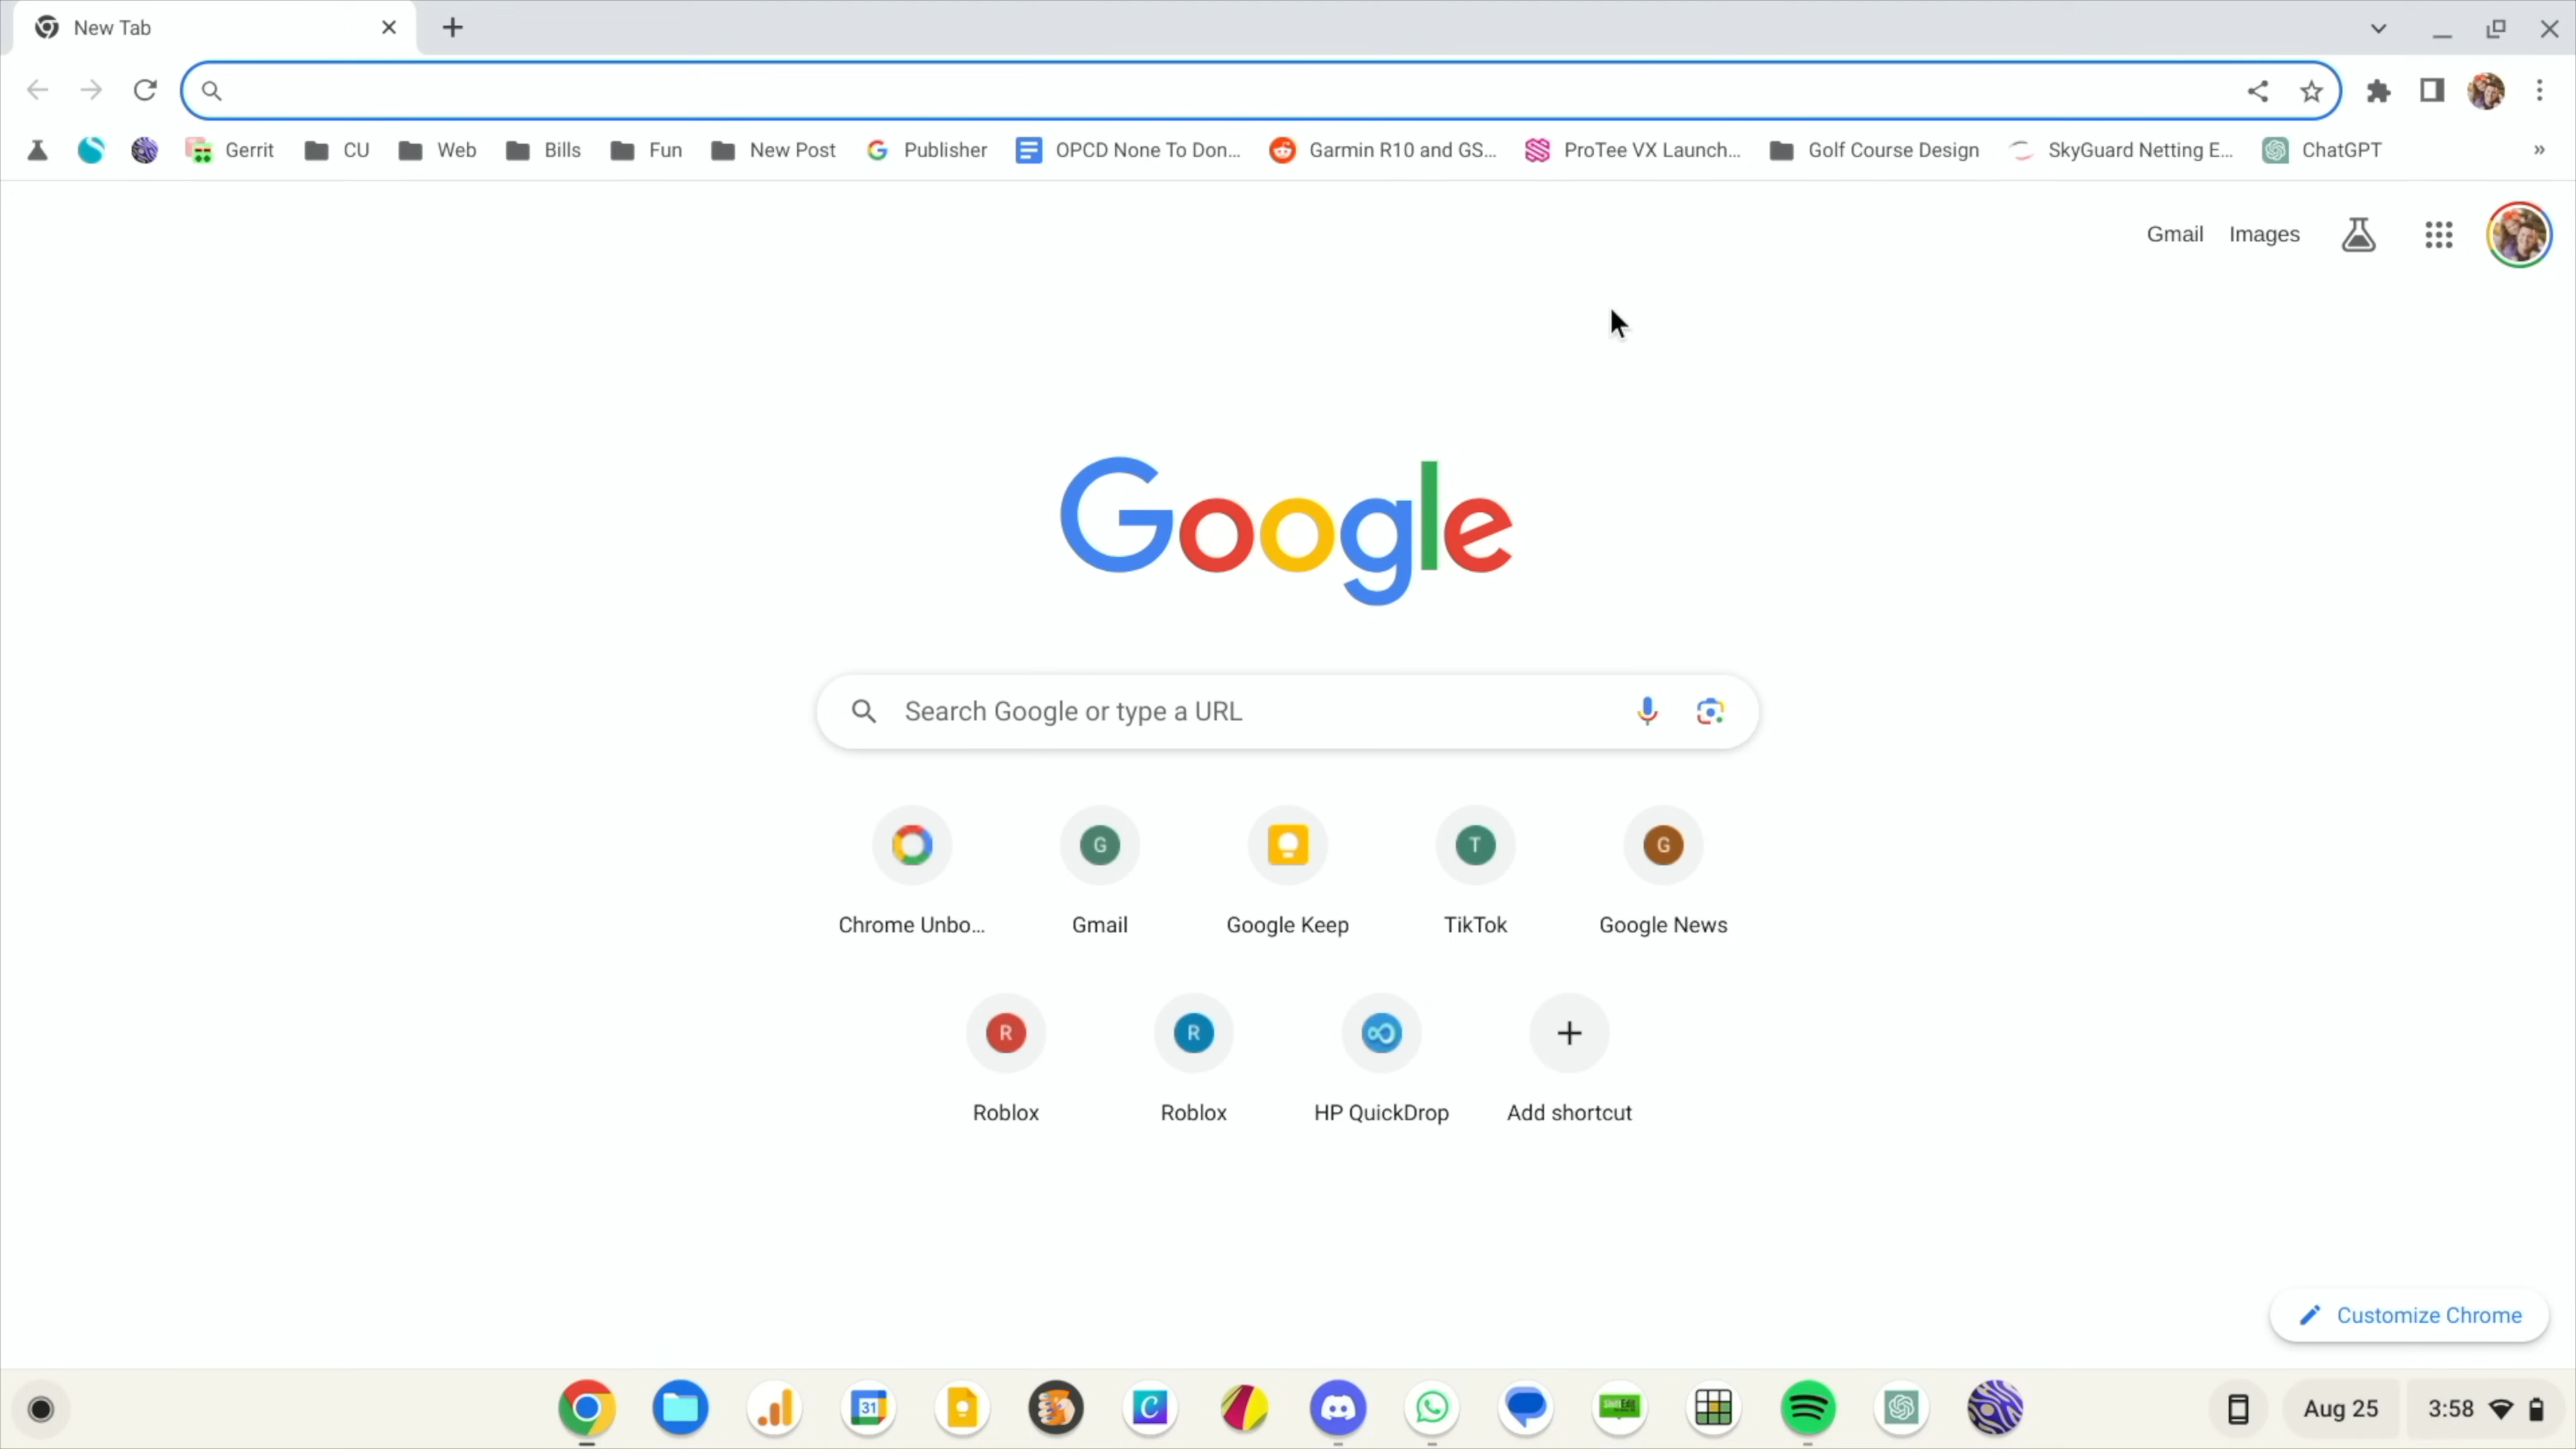 New Tab
Gerrit CU Web Bills Fun New Post Publisher OPCD None To Don... Garmin R10 and GS... ProTee VX Launch... Golf Course Design SkyGuard Netting E... ChatGPT »
Gmail Images
Google
Search Google or type a URL
G T G
Chrome Unbo... Gmail Google Keep TikTok Google News
R R
Roblox Roblox HP QuickDrop Add shortcut
Customize Chrome
31 C Aug 25 3:58